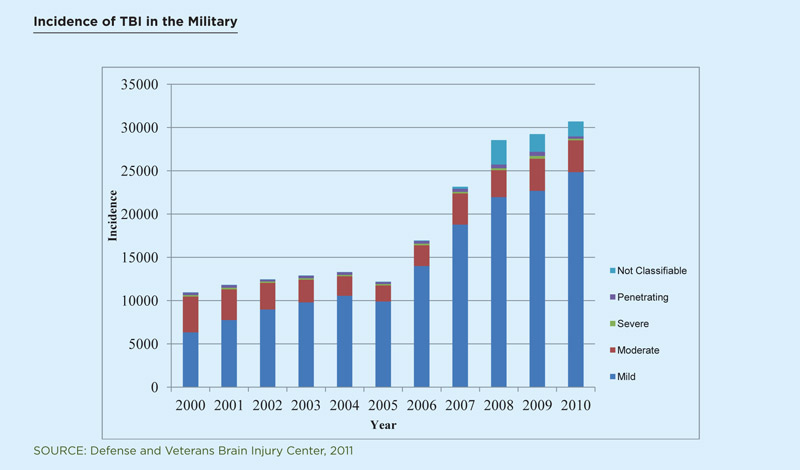 Incidence of TBI in the Military
35000
30000
25000
20000
15000
10000
5000
0
Incidence
2000 2001 2002 2003 2004 2005 2006 2007 2008 2009 2010
Year
Not Classifiable
Penetrating
Severe
Moderate
Mild
SOURCE: Defense and Veterans Brain Injury Center, 2011